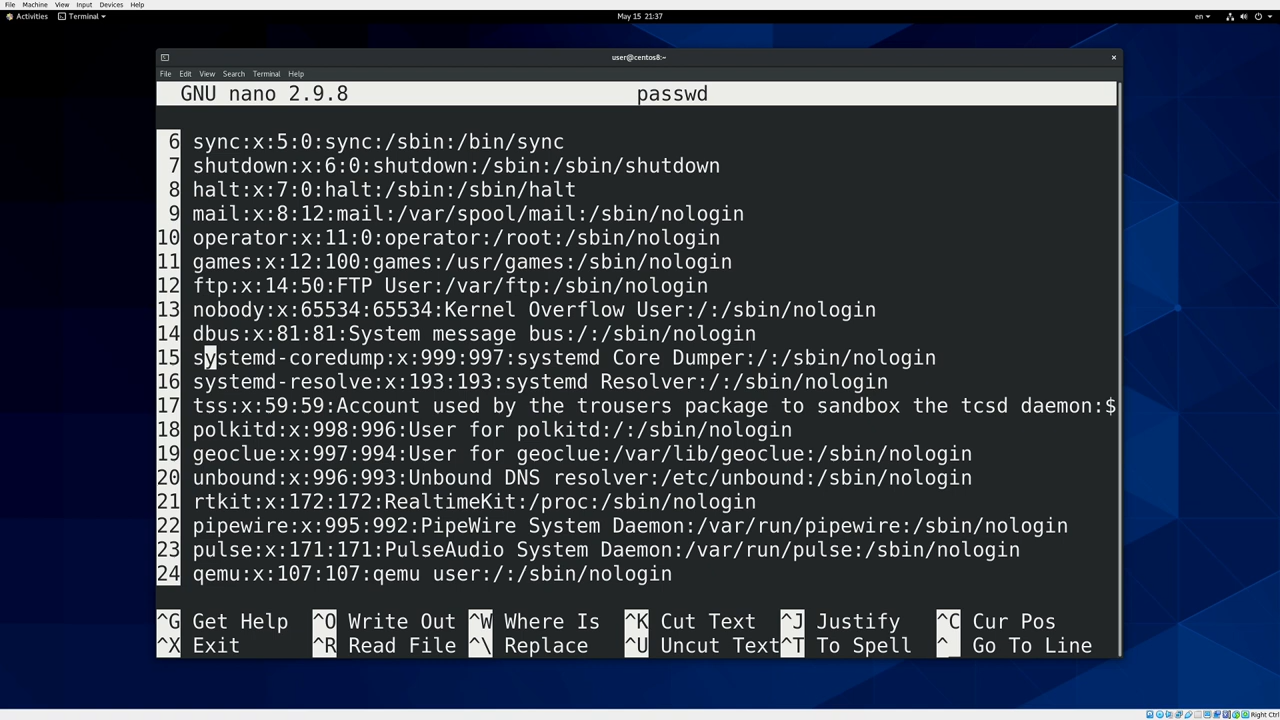 File Machine View Input Devices Help
Activities Terminal May 15 21:37 en
user@centos8:~
File Edit View Search Terminal Help
GNU nano 2.9.8 passwd
6 sync:x:5:0:sync:/sbin:/bin/sync
7 shutdown:x:6:0:shutdown:/sbin:/sbin/shutdown
8 halt:x:7:0:halt:/sbin:/sbin/halt
9 mail:x:8:12:mail:/var/spool/mail:/sbin/nologin
10 operator:x:11:0:operator:/root:/sbin/nologin
11 games:x:12:100:games:/usr/games:/sbin/nologin
12 ftp:x:14:50:FTP User:/var/ftp:/sbin/nologin
13 nobody:x:65534:65534:Kernel Overflow User:/:/sbin/nologin
14 dbus:x:81:81:System message bus:/:/sbin/nologin
15 systemd-coredump:x:999:997:systemd Core Dumper:/:/sbin/nologin
16 systemd-resolve:x:193:193:systemd Resolver:/:/sbin/nologin
17 tss:x:59:59:Account used by the trousers package to sandbox the tcsd daemon:$
18 polkitd:x:998:996:User for polkitd:/:/sbin/nologin
19 geoclue:x:997:994:User for geoclue:/var/lib/geoclue:/sbin/nologin
20 unbound:x:996:993:Unbound DNS resolver:/etc/unbound:/sbin/nologin
21 rtkit:x:172:172:RealtimeKit:/proc:/sbin/nologin
22 pipewire:x:995:992:PipeWire System Daemon:/var/run/pipewire:/sbin/nologin
23 pulse:x:171:171:PulseAudio System Daemon:/var/run/pulse:/sbin/nologin
24 qemu:x:107:107:qemu user:/:/sbin/nologin
^G Get Help ^O Write Out ^W Where Is ^K Cut Text ^J Justify ^C Cur Pos
^X Exit ^R Read File ^\ Replace ^U Uncut Text ^T To Spell ^_ Go To Line
Right Ctrl